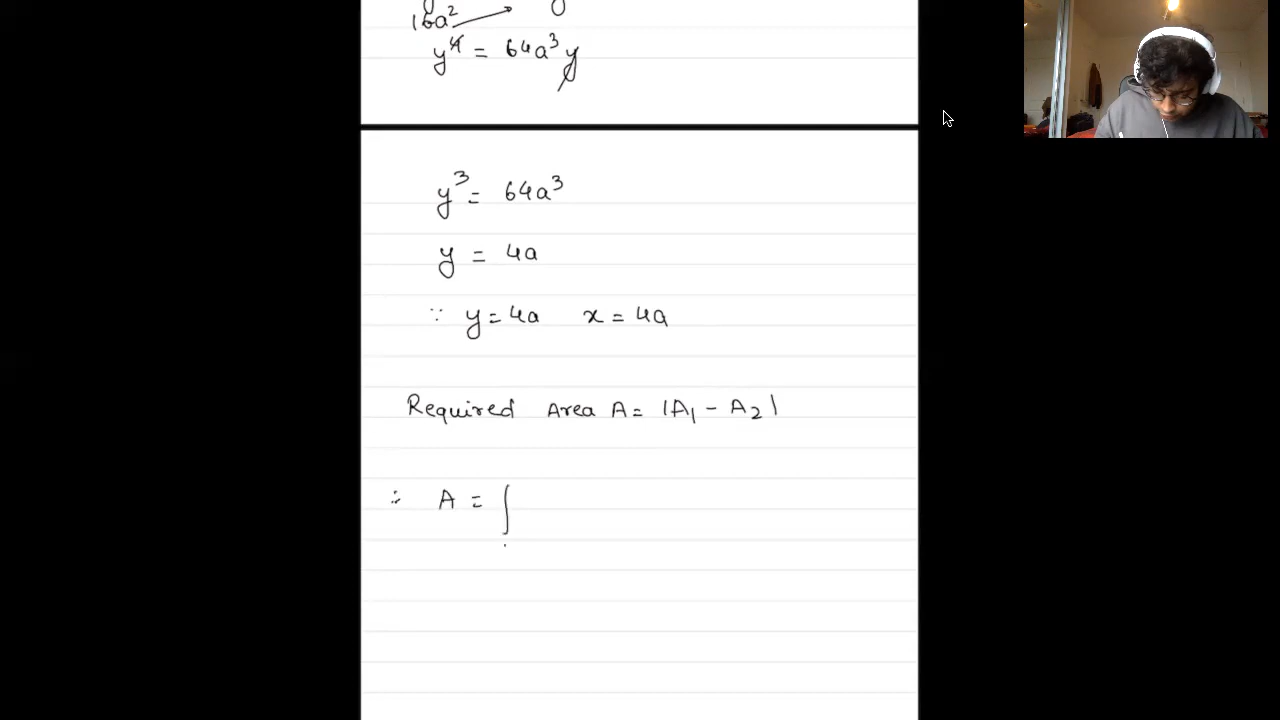 16a²
y⁴ = 64a³y
y³ = 64a³
y = 4a
∵ y = 4a x = 4a
Required Area A = |A₁ - A₂|
∴ A = ∫